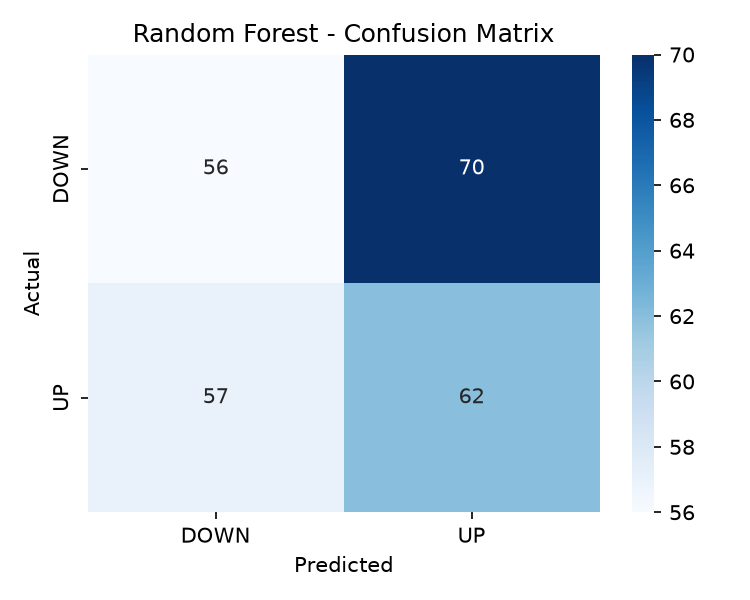 Random Forest - Confusion Matrix
Actual
DOWN
UP
56
70
57
62
DOWN
UP
Predicted
70
68
66
64
62
60
58
56